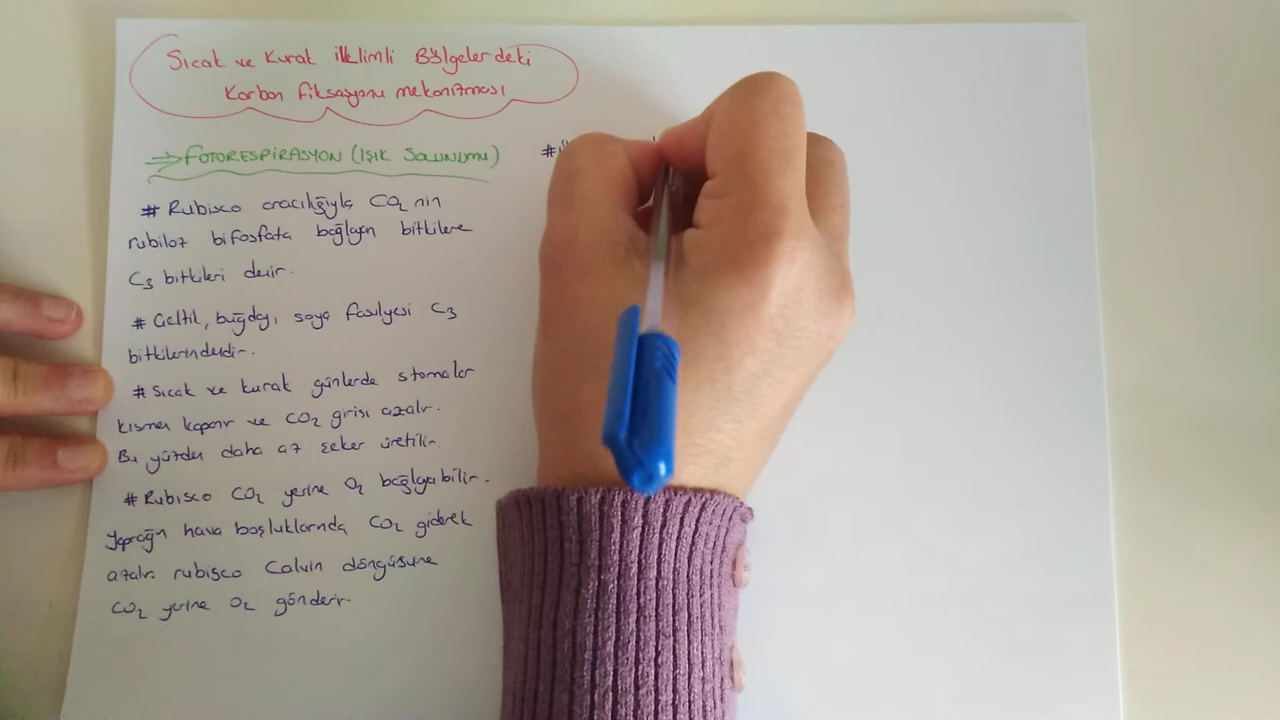 Sıcak ve Kurak iklimli Bölgelerdeki
Karbon fiksasyonu mekanizması
⇒ FOTORESPİRASYON (IŞIK SOLUNUMU)
# Rubisco aracılığıyla CO₂ nin
rubiloz bifosfata bağlayan bitkilere
C₃ bitkileri denir.
# Çeltik, buğday, soya fasulyesi C₃
bitkilerindendir.
# Sıcak ve kurak günlerde stomalar
kısmen kapanır ve CO₂ girişi azalır.
Bu yüzden daha az şeker üretilir.
# Rubisco CO₂ yerine O₂ bağlayabilir.
Yaprağın hava boşluklarında CO₂ giderek
azalır. rubisco Calvin döngüsüne
CO₂ yerine O₂ gönderir.
#